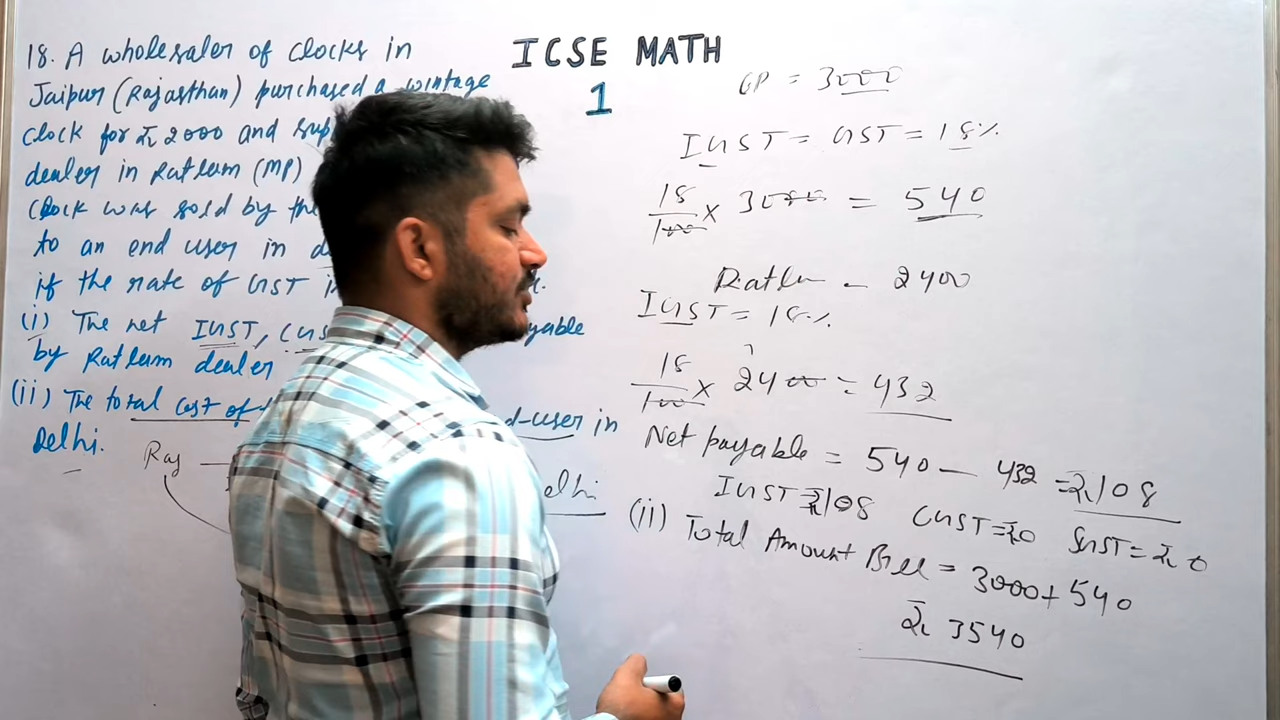 ICSE MATH
1
18. A wholesaler of clocks in
Jaipur (Rajasthan) purchased a wintage
clock for ₹ 2000 and
dealer in Ratlam (MP)
Clock was sold by the
to an end user in
if the rate of GST
(i) The net IGST,
by Ratlam dealer
(ii) The total cost of
d-user in
Delhi.
Raj
elhi
= 3000
IGST = GST = 18%
18/100 × 3000 = 540
Ratlam - 2400
IGST = 18%
18/100 × 2400 = 432
Net payable = 540 - 432 = ₹ 108
IGST = ₹108 CGST = ₹0 SGST = ₹ 0
(ii) Total Amount Bill = 3000 + 540
₹ 3540